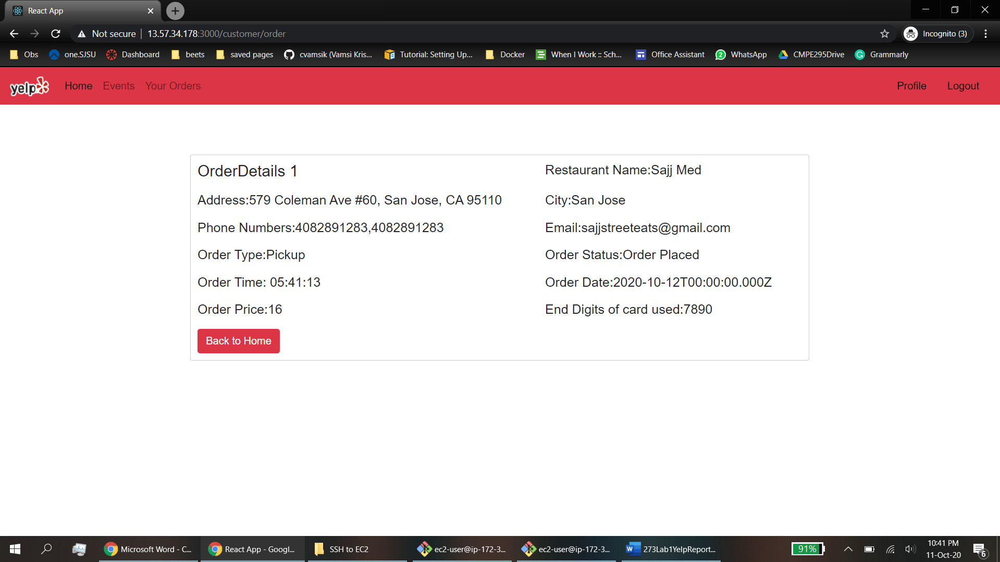 React App
Not secure 13.57.34.178:3000/customer/order Incognito (3)
Obs one.SJSU Dashboard beets saved pages cvamsik (Vamsi Kris... Tutorial: Setting Up... Docker When I Work :: Sch... Office Assistant 2 WhatsApp CMPE295Drive Grammarly
yelp Home Events Your Orders Profile Logout
OrderDetails 1 Restaurant Name:Sajj Med
Address:579 Coleman Ave #60, San Jose, CA 95110 City:San Jose
Phone Numbers:4082891283,4082891283 Email:sajjstreeteats@gmail.com
Order Type:Pickup Order Status:Order Placed
Order Time: 05:41:13 Order Date:2020-10-12T00:00:00.000Z
Order Price:16 End Digits of card used:7890
Back to Home
Microsoft Word - C... React App - Googl... SSH to EC2 ec2-user@ip-172-3... ec2-user@ip-172-3... 273Lab1YelpReport... 91% 10:41 PM
11-Oct-20 6